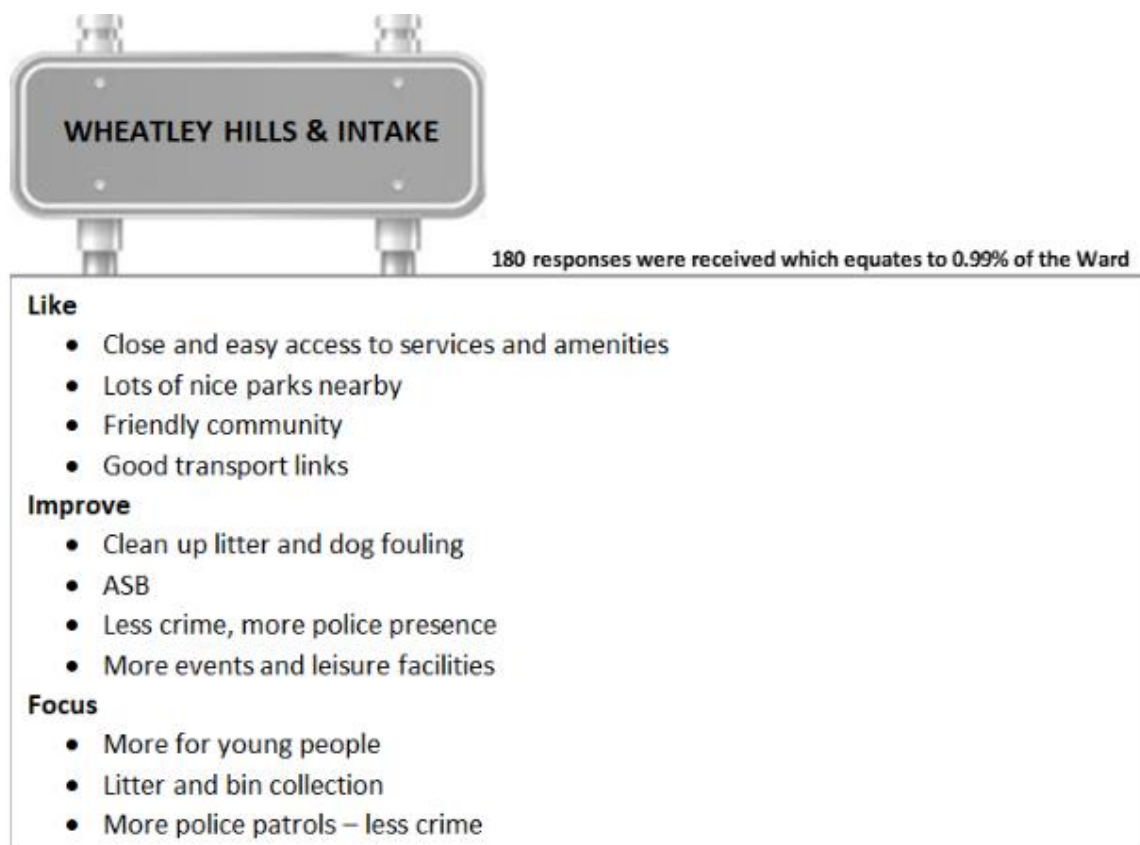 WHEATLEY HILLS & INTAKE
180 responses were received which equates to 0.99% of the Ward
Like
• Close and easy access to services and amenities
• Lots of nice parks nearby
• Friendly community
• Good transport links
Improve
• Clean up litter and dog fouling
• ASB
• Less crime, more police presence
• More events and leisure facilities
Focus
• More for young people
• Litter and bin collection
• More police patrols – less crime